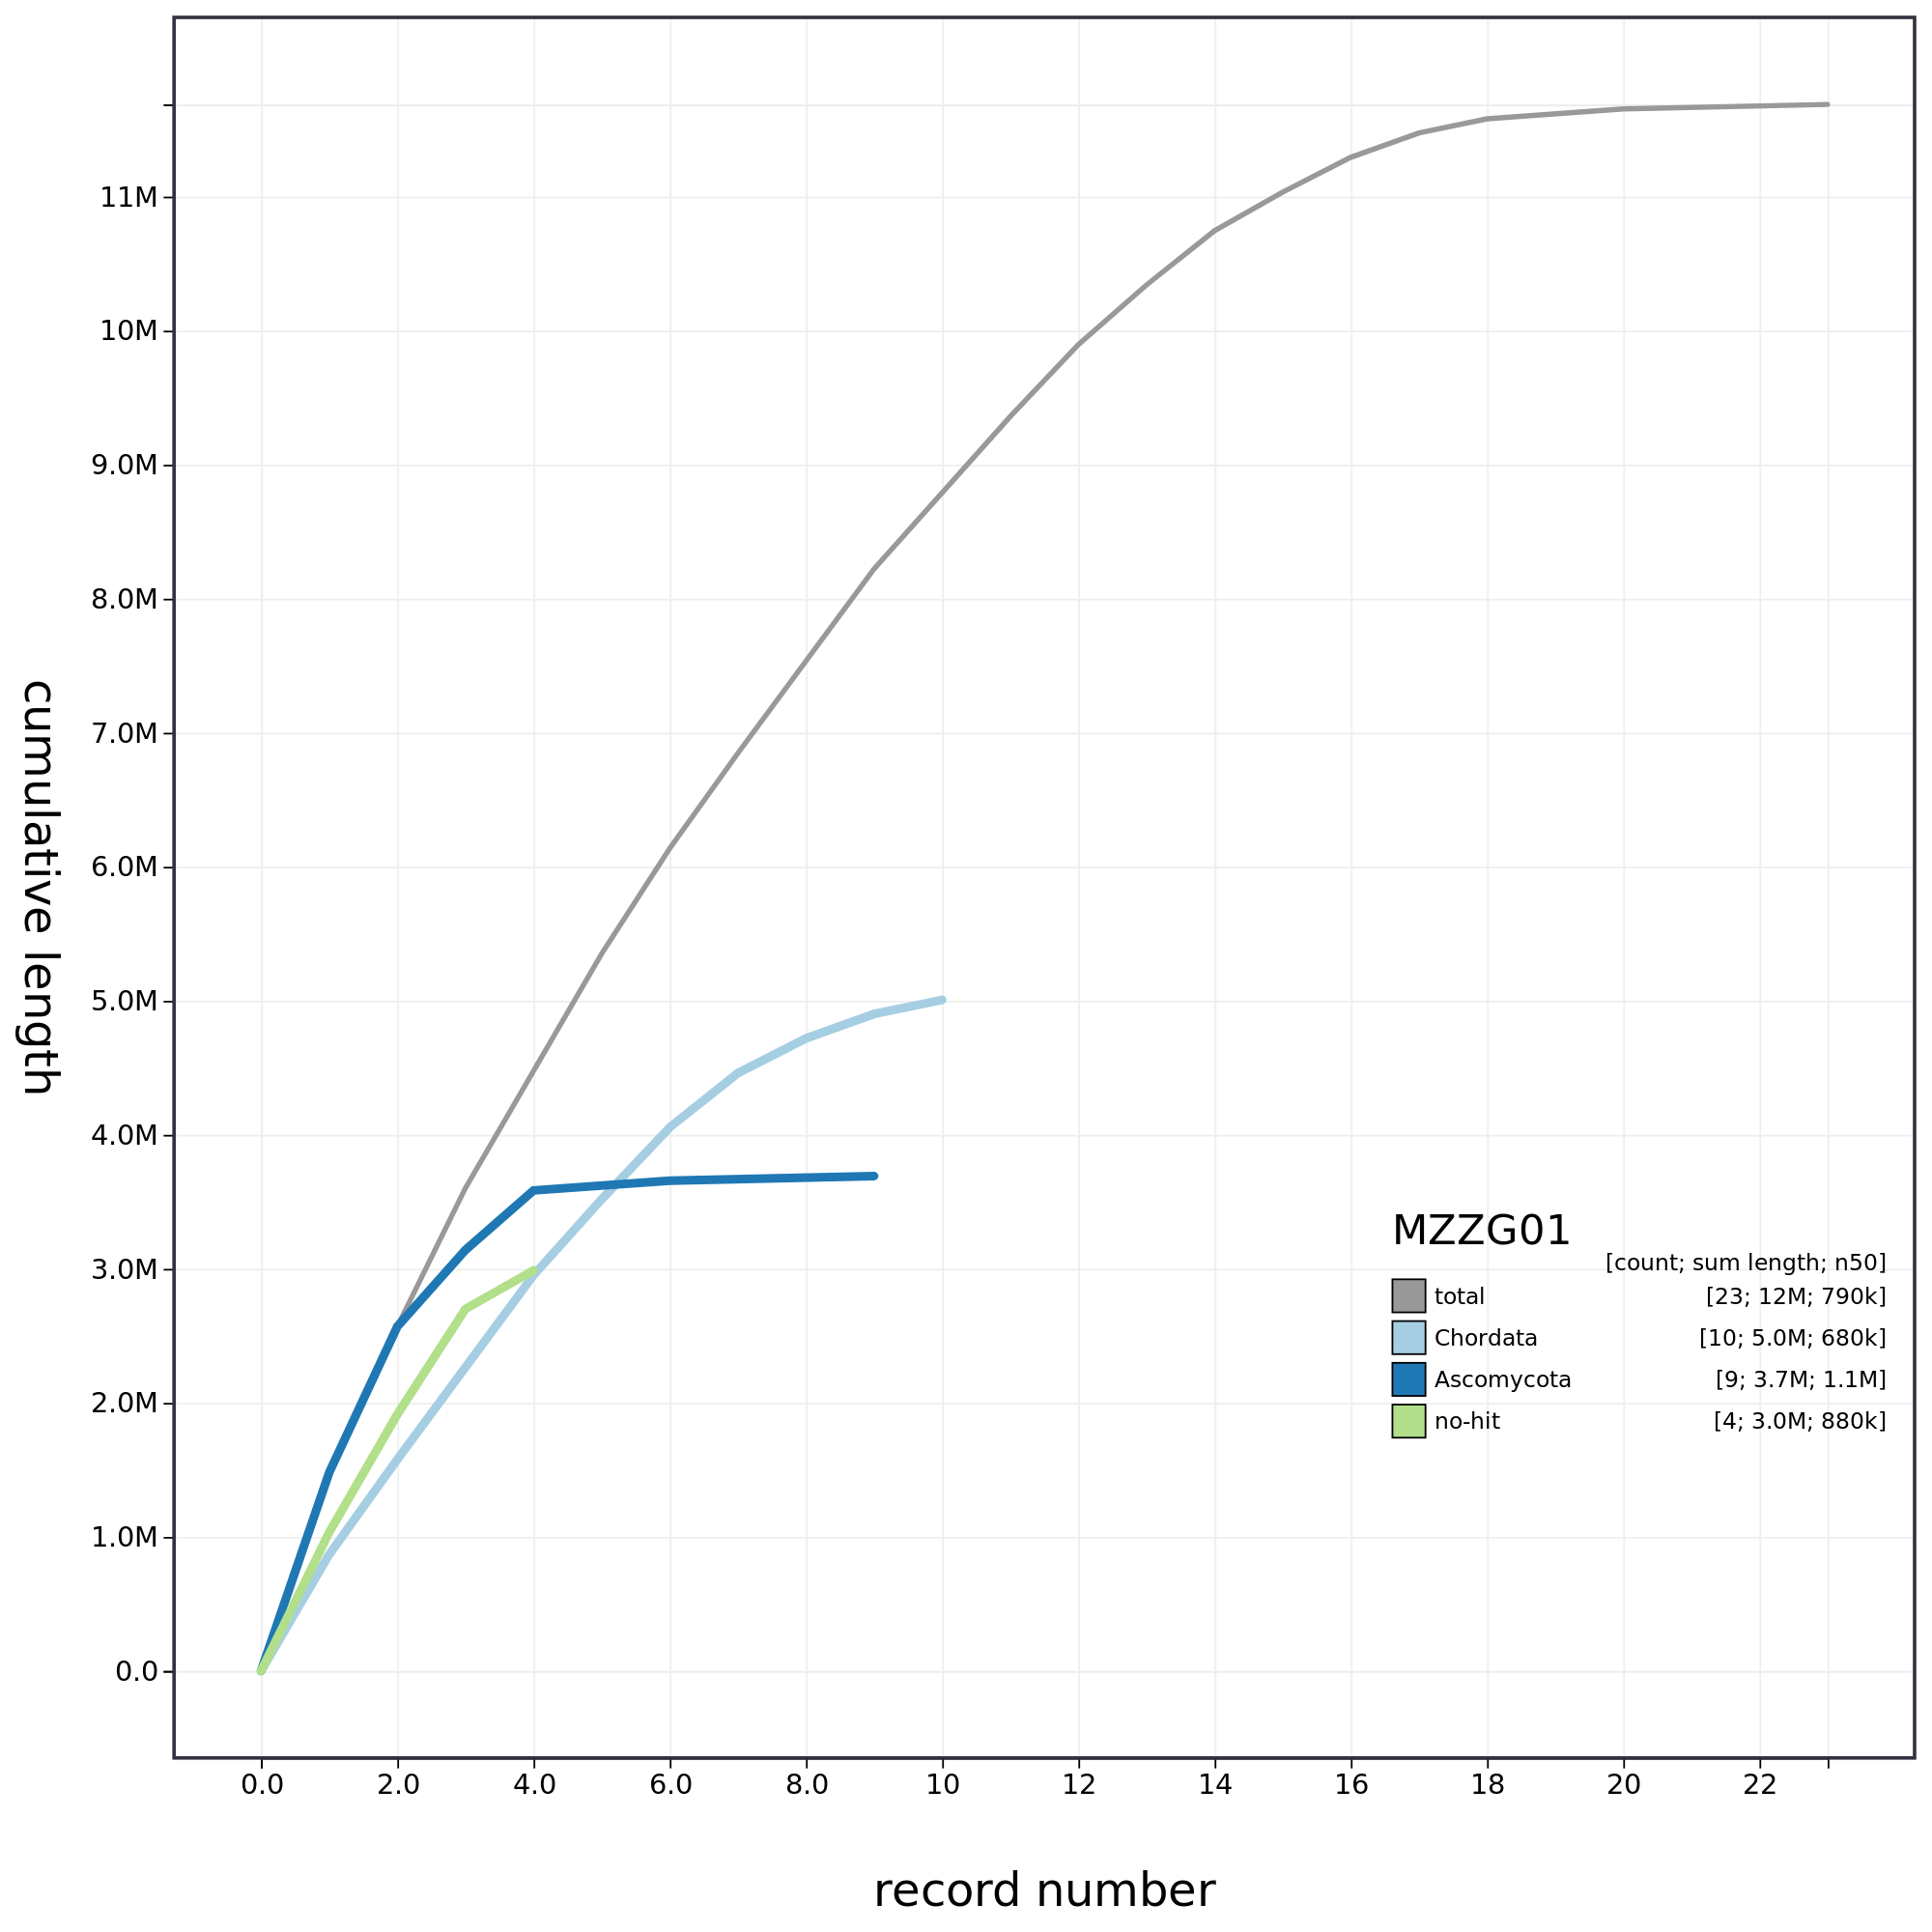 cumulative length
11M
10M
9.0M
8.0M
7.0M
6.0M
5.0M
4.0M
3.0M
2.0M
1.0M
0.0
MZZG01
[count; sum length; n50]
total [23; 12M; 790k]
Chordata [10; 5.0M; 680k]
Ascomycota [9; 3.7M; 1.1M]
no-hit [4; 3.0M; 880k]
0.0 2.0 4.0 6.0 8.0 10 12 14 16 18 20 22
record number